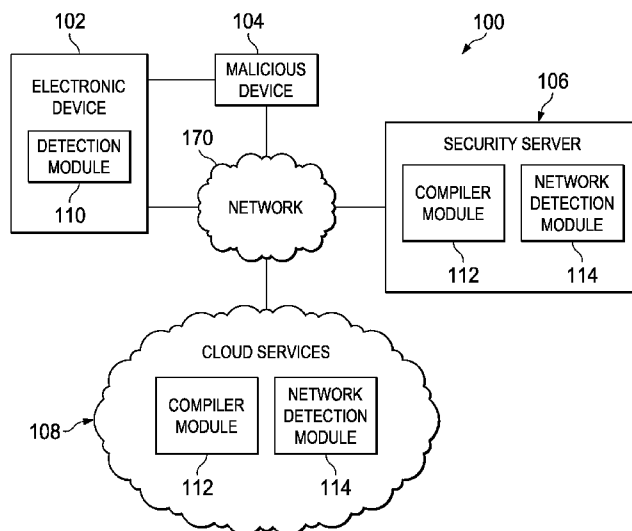 102
104
100
ELECTRONIC
DEVICE
MALICIOUS
DEVICE
106
DETECTION
MODULE
110
170
NETWORK
SECURITY SERVER
COMPILER
MODULE
NETWORK
DETECTION
MODULE
112
114
CLOUD SERVICES
COMPILER
MODULE
NETWORK
DETECTION
MODULE
108
112
114